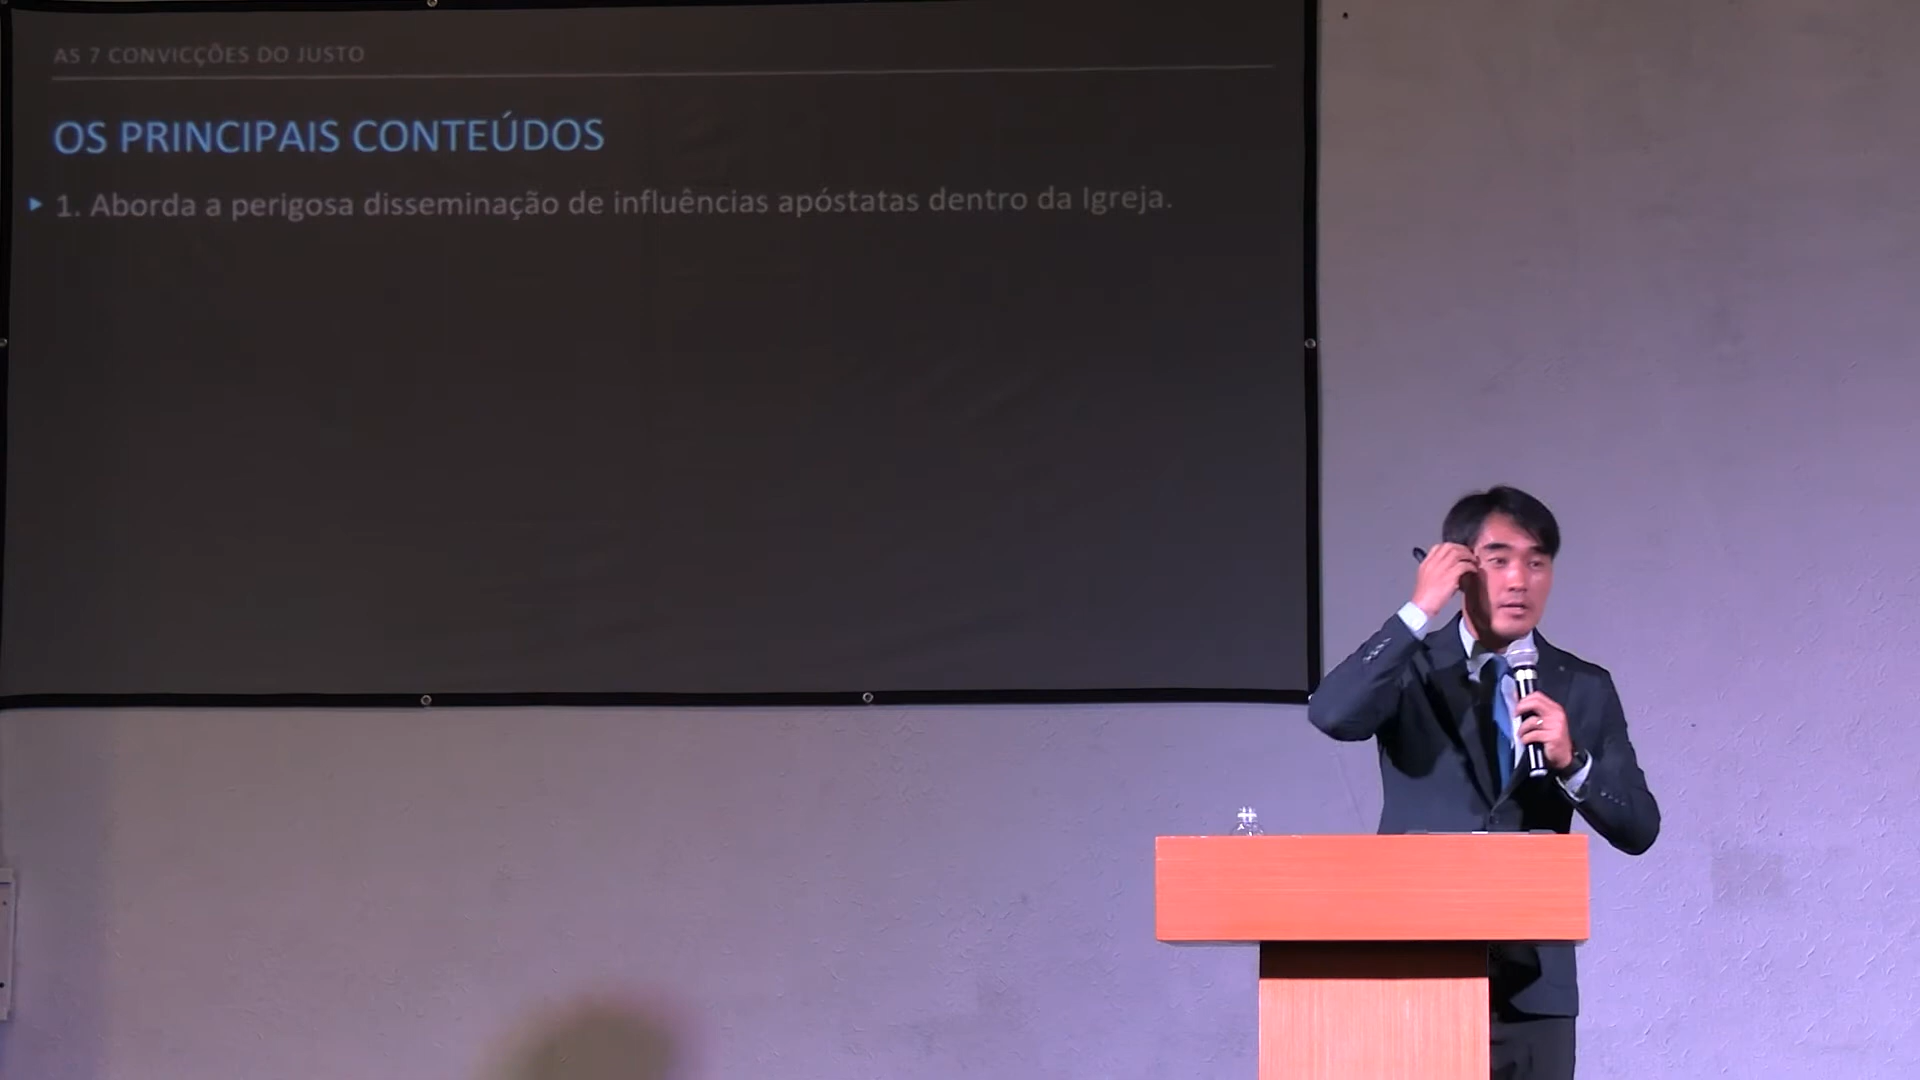 AS 7 CONVICÇÕES DO JUSTO
OS PRINCIPAIS CONTEÚDOS
1. Aborda a perigosa disseminação de influências apóstatas dentro da Igreja.